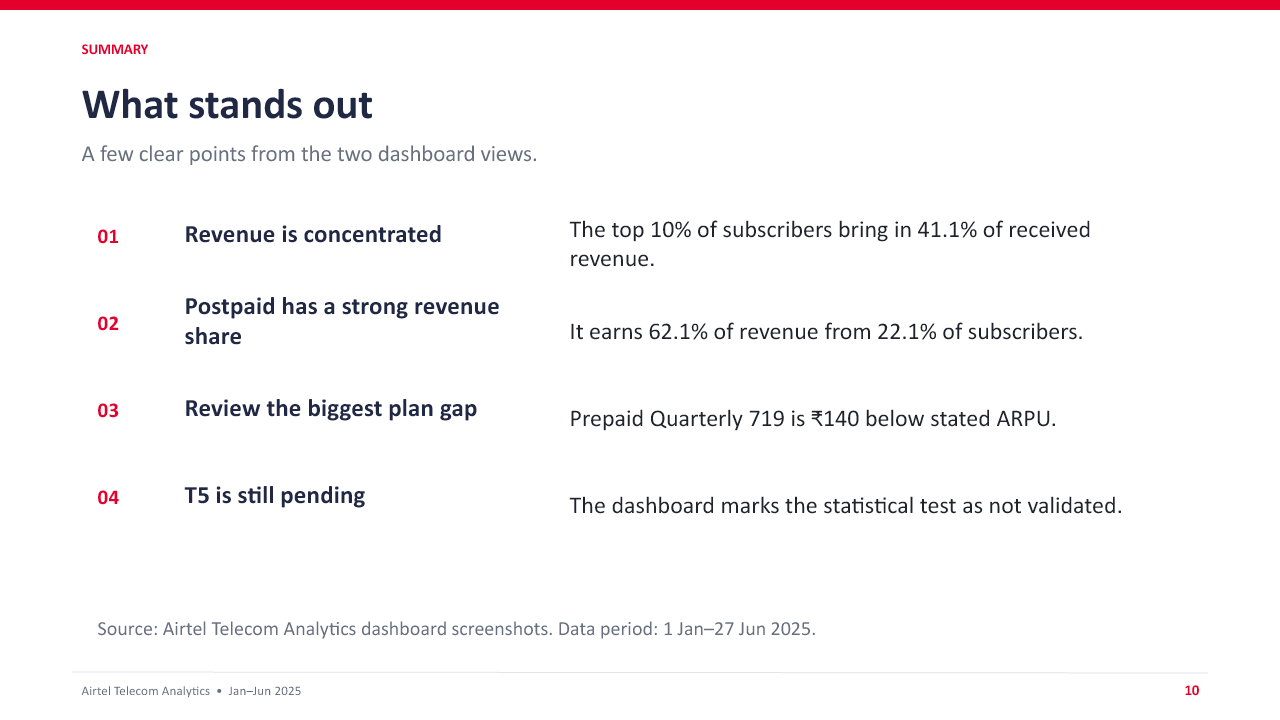 SUMMARY
What stands out
A few clear points from the two dashboard views.
01
Revenue is concentrated
The top 10% of subscribers bring in 41.1% of received
revenue.
02
Postpaid has a strong revenue
share
It earns 62.1% of revenue from 22.1% of subscribers.
03
Review the biggest plan gap
Prepaid Quarterly 719 is ₹140 below stated ARPU.
04
T5 is still pending
The dashboard marks the statistical test as not validated.
Source: Airtel Telecom Analytics dashboard screenshots. Data period: 1 Jan–27 Jun 2025.
Airtel Telecom Analytics • Jan–Jun 2025
10